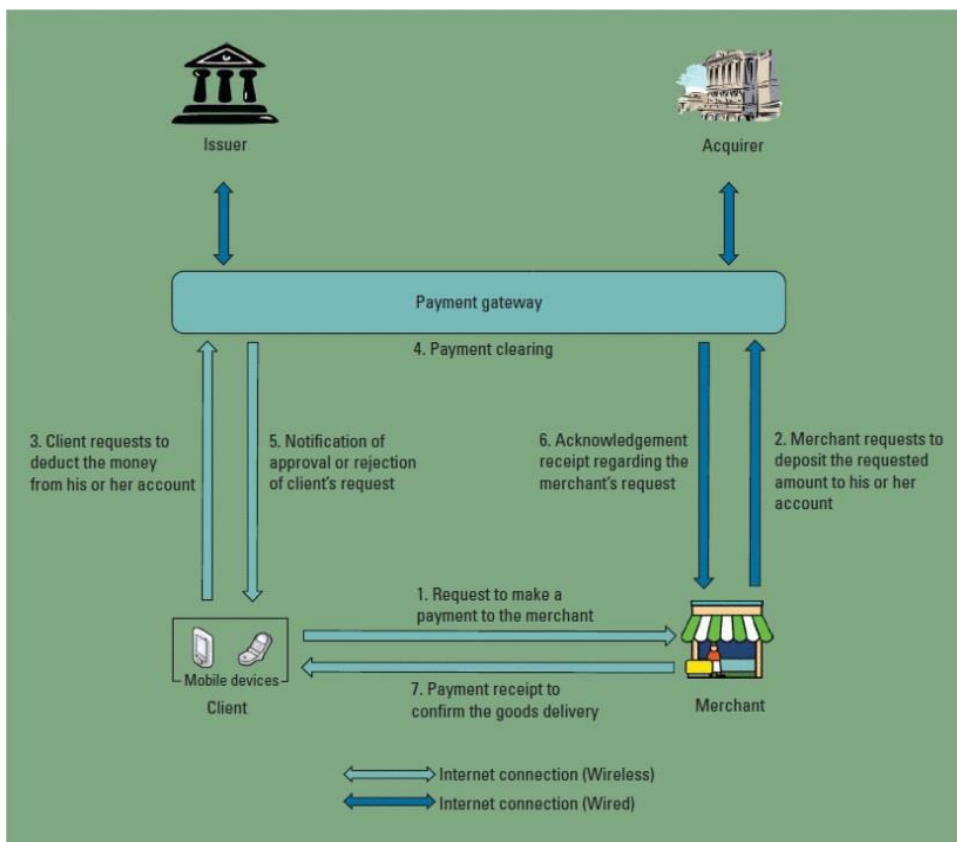 Issuer
Acquirer
Payment gateway
4. Payment clearing
3. Client requests to
deduct the money
from his or her account
5. Notification of
approval or rejection
of client's request
6. Acknowledgement
receipt regarding the
merchant's request
2. Merchant requests to
deposit the requested
amount to his or her
account
1. Request to make a
payment to the merchant
Mobile devices
Client
7. Payment receipt to
confirm the goods delivery
Merchant
Internet connection (Wireless)
Internet connection (Wired)